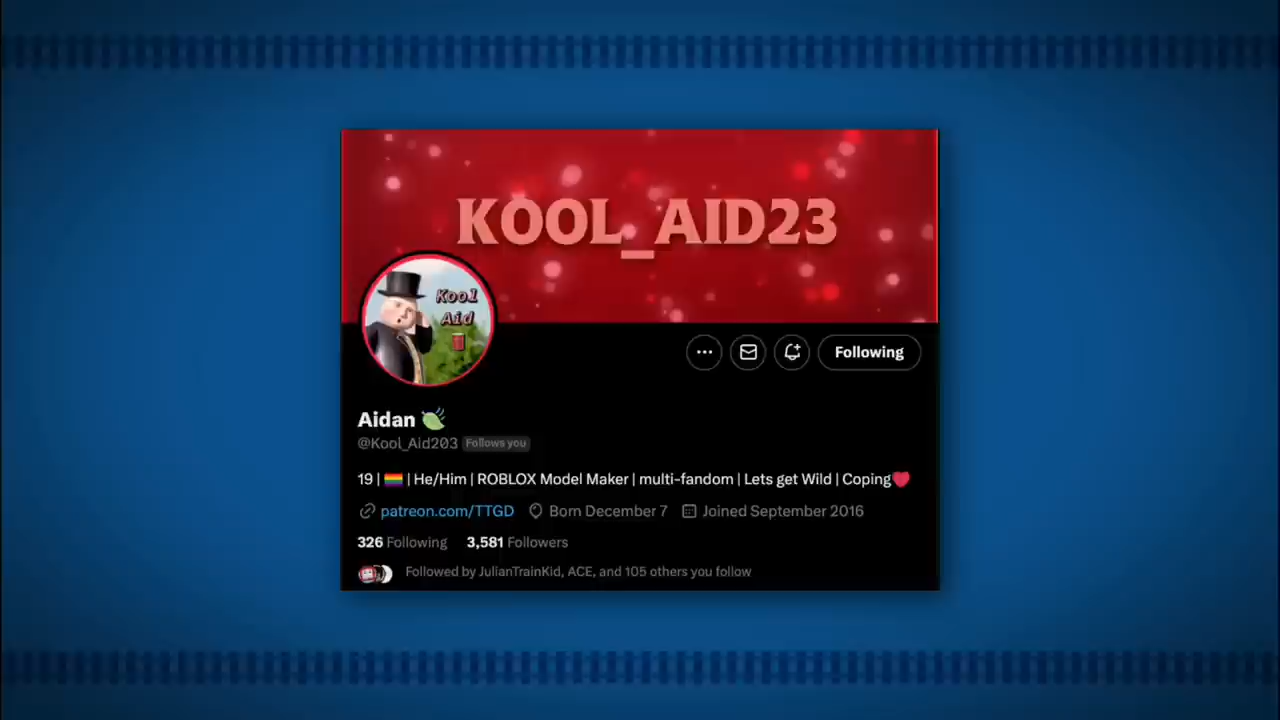 KOOL_AID23
Kool
Aid
Following
Aidan
@Kool_Aid203 Follows you
19 | 🏳️‍🌈 | He/Him | ROBLOX Model Maker | multi-fandom | Lets get Wild | Coping❤️
patreon.com/TTGD Born December 7 Joined September 2016
326 Following 3,581 Followers
Followed by JulianTrainKid, ACE, and 105 others you follow